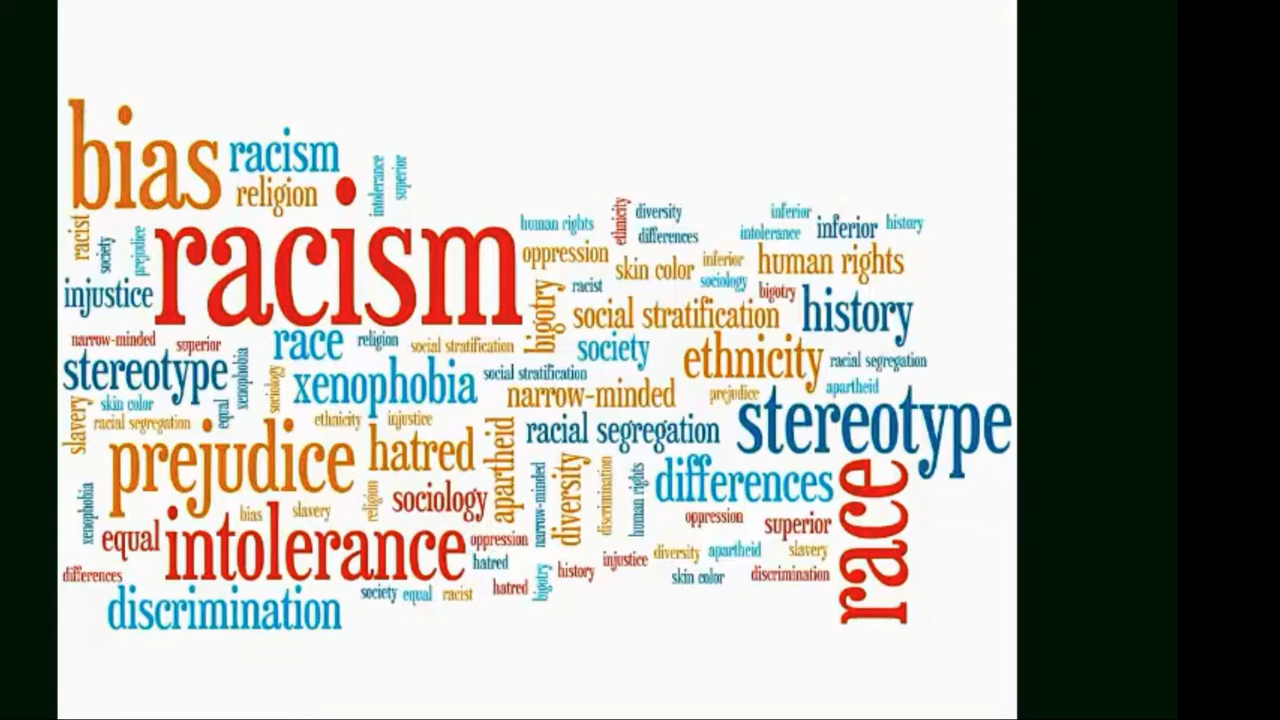 bias
racism
religion
intolerance
superior
racist
society
prejudice
injustice
racism
human rights
ethnicity
diversity
differences
inferior
intolerance
inferior
history
oppression
skin color
inferior
human rights
sociology
racist
bigotry
bigotry
social stratification
history
narrow-minded
superior
race
religion
social stratification
society
ethnicity
racial segregation
stereotype
xenophobia
sociology
xenophobia
social stratification
narrow-minded
prejudice
apartheid
slavery
skin color
racial segregation
equal
ethnicity
injustice
apartheid
racial segregation
stereotype
prejudice
hatred
diversity
discrimination
human rights
differences
race
xenophobia
bias
slavery
religion
sociology
narrow-minded
oppression
superior
equal
intolerance
oppression
hatred
injustice
diversity
apartheid
slavery
differences
bigotry
history
skin color
discrimination
discrimination
society
equal
racist
hatred